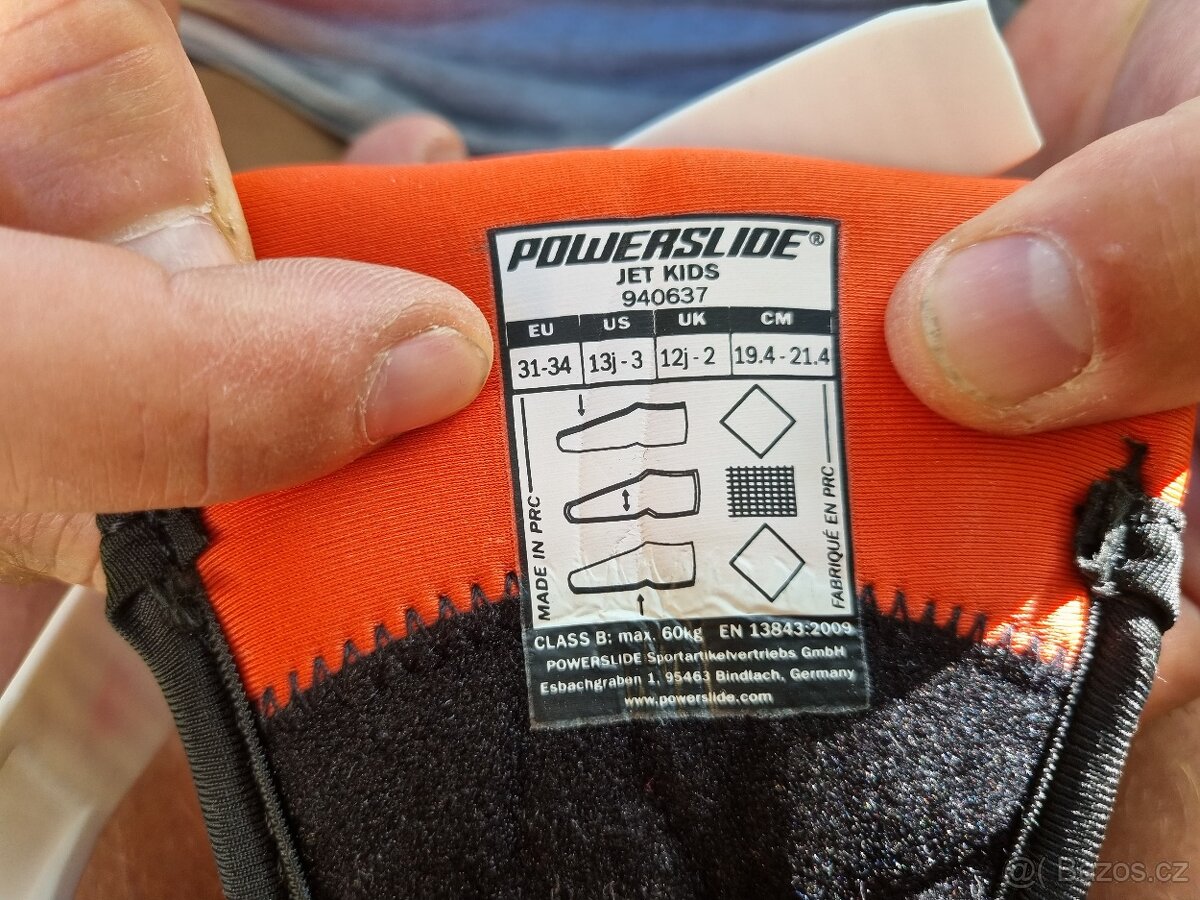 POWERSLIDE®
JET KIDS
940637
EU US UK CM
31-34 13j - 3 12j - 2 19.4 - 21.4
MADE IN PRC
FABRIQUÉ EN PRC
CLASS B: max. 60kg EN 13843:2009
POWERSLIDE Sportartikelvertriebs GmbH
Esbachgraben 1, 95463 Bindlach, Germany
www.powerslide.com
Bazos.cz